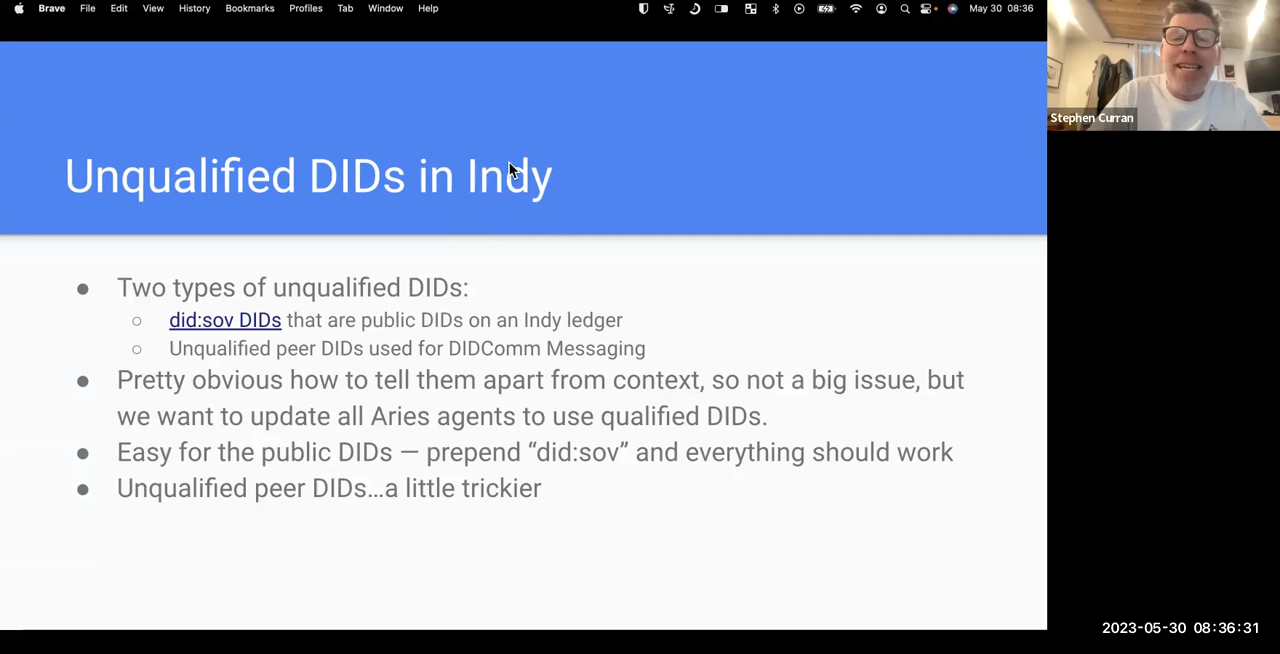 Brave File Edit View History Bookmarks Profiles Tab Window Help May 30 08:36
Stephen Curran
Unqualified DIDs in Indy
● Two types of unqualified DIDs:
○ did:sov DIDs that are public DIDs on an Indy ledger
○ Unqualified peer DIDs used for DIDComm Messaging
● Pretty obvious how to tell them apart from context, so not a big issue, but
we want to update all Aries agents to use qualified DIDs.
● Easy for the public DIDs — prepend “did:sov” and everything should work
● Unqualified peer DIDs…a little trickier
2023-05-30 08:36:31